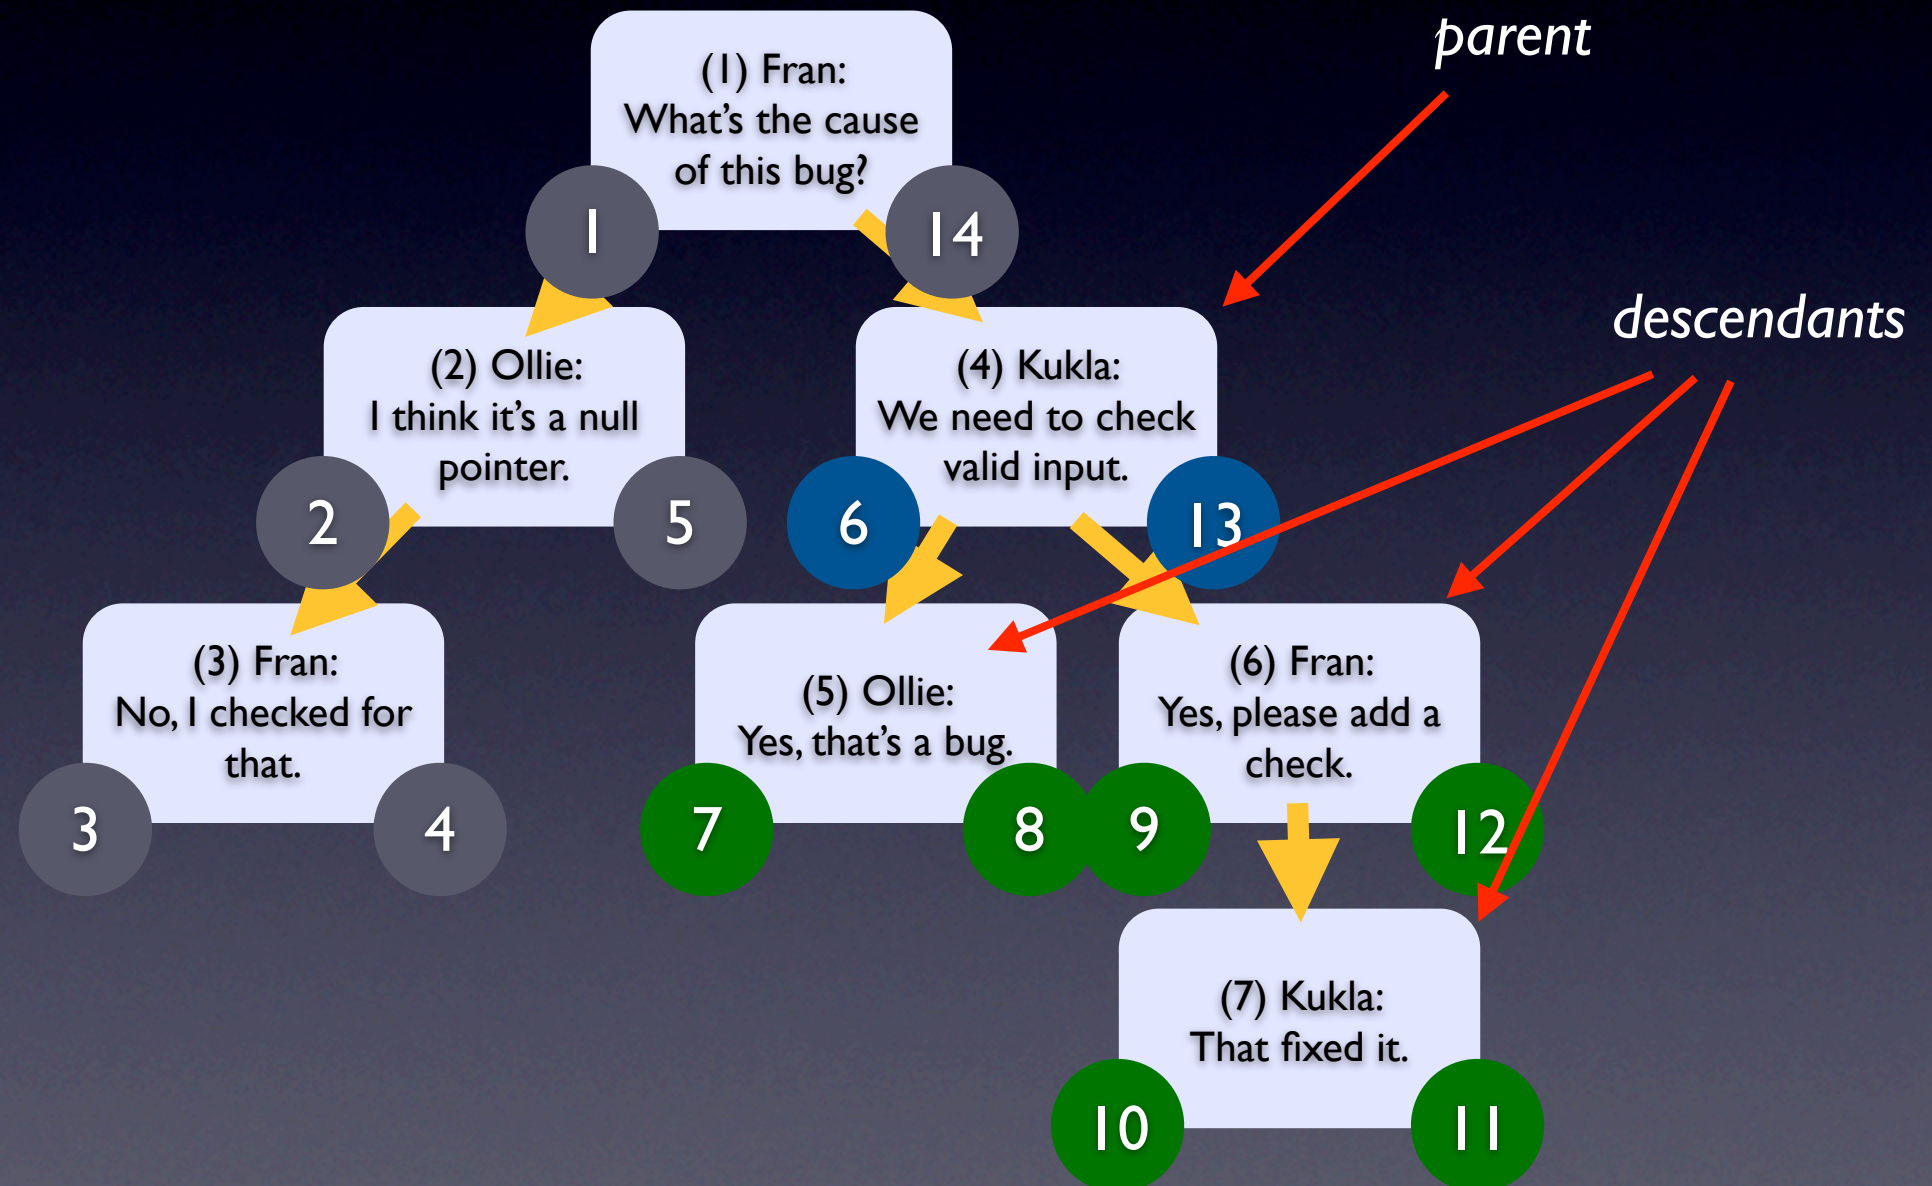 parent
(1) Fran:
What's the cause
of this bug?
1
14
descendants
(2) Ollie:
I think it's a null
pointer.
2
5
(4) Kukla:
We need to check
valid input.
6
13
(3) Fran:
No, I checked for
that.
3
4
(5) Ollie:
Yes, that's a bug.
7
8
(6) Fran:
Yes, please add a
check.
9
12
(7) Kukla:
That fixed it.
10
11